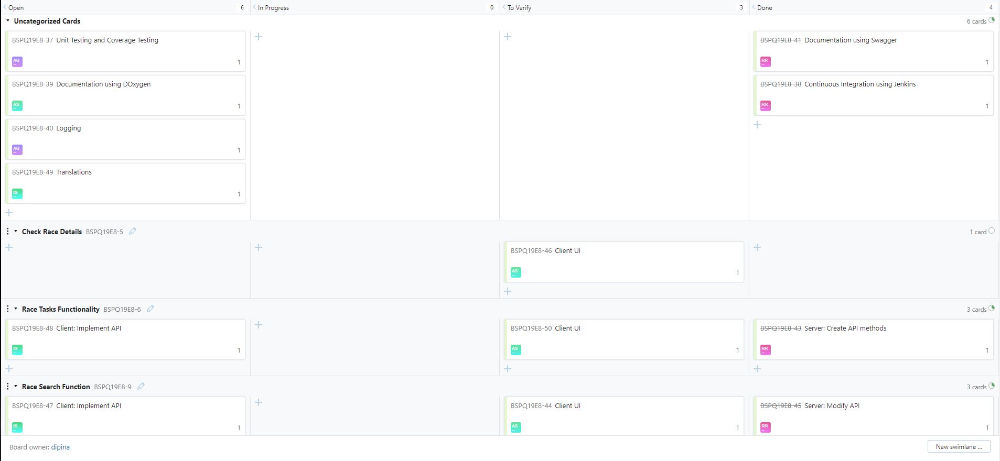 Open 6 In Progress 0 To Verify 3 Done 4
Uncategorized Cards 6 cards
BSPQ19E8-37 Unit Testing and Coverage Testing
AG 1
BSPQ19E8-39 Documentation using DOxygen
AS 1
BSPQ19E8-40 Logging
AG 1
BSPQ19E8-49 Translations
IS 1
BSPQ19E8-41 Documentation using Swagger
RR 1
BSPQ19E8-38 Continuous Integration using Jenkins
RR 1
Check Race Details BSPQ19E8-5 1 card
BSPQ19E8-46 Client UI
AS 1
Race Tasks Functionality BSPQ19E8-6 3 cards
BSPQ19E8-48 Client: Implement API
IS 1
BSPQ19E8-50 Client UI
AS 1
BSPQ19E8-43 Server: Create API methods
RR 1
Race Search Function BSPQ19E8-9 3 cards
BSPQ19E8-47 Client: Implement API
IS 1
BSPQ19E8-44 Client UI
AS 1
BSPQ19E8-45 Server: Modify API
RR 1
Board owner: dipina
New swimlane ...